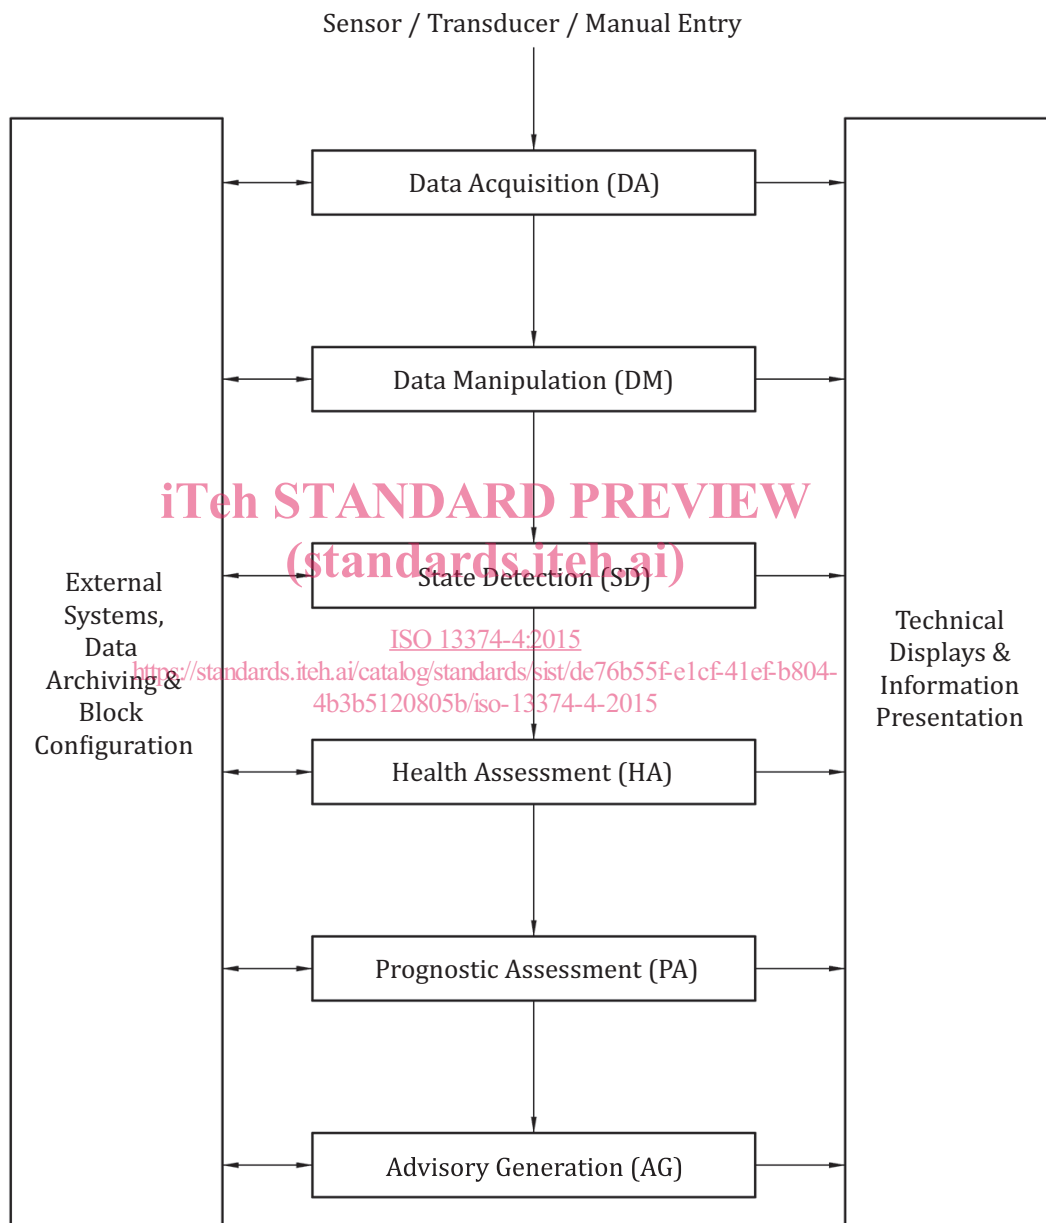 Sensor / Transducer / Manual Entry
Data Acquisition (DA)
Data Manipulation (DM)
iTeh STANDARD PREVIEW
(standards.iteh.ai)
State Detection (SD)
External
Systems,
Data
Archiving &
Block
Configuration
Technical
Displays &
Information
Presentation
ISO 13374-4:2015
https://standards.iteh.ai/catalog/standards/sist/de76b55f-e1cf-41ef-b804-
4b3b5120805b/iso-13374-4-2015
Health Assessment (HA)
Prognostic Assessment (PA)
Advisory Generation (AG)